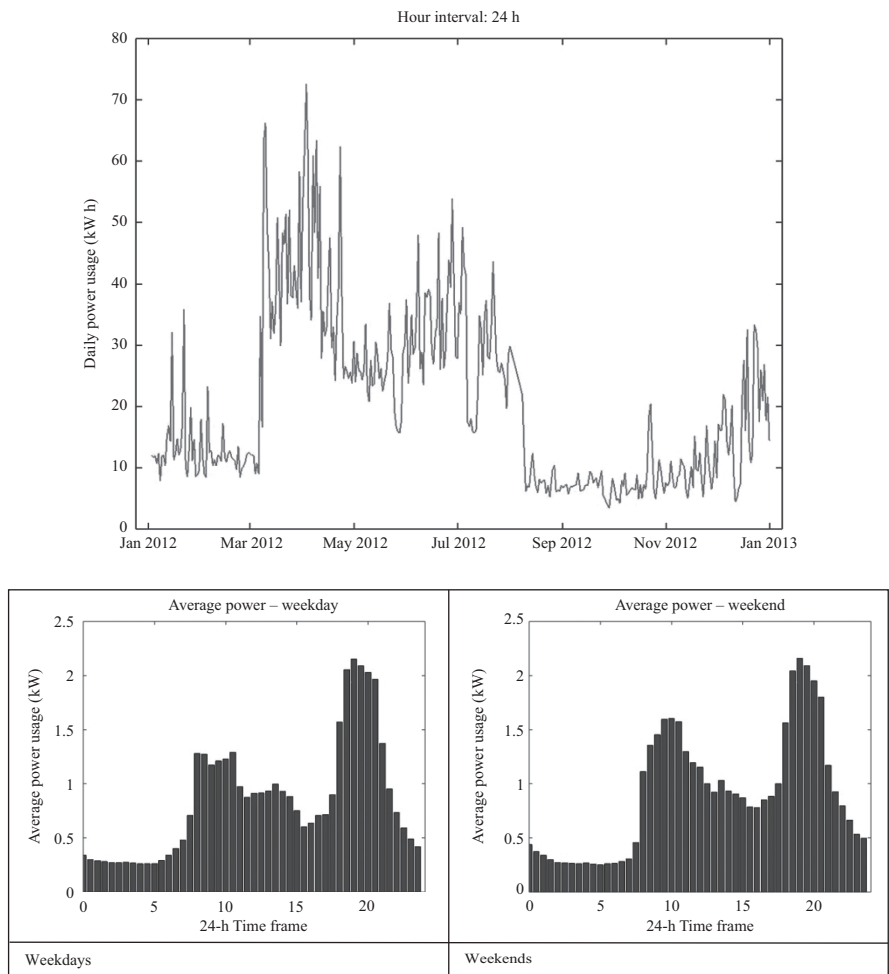 Hour interval: 24 h
80
70
60
50
40
30
20
10
0
Daily power usage (kW h)
Jan 2012 Mar 2012 May 2012 Jul 2012 Sep 2012 Nov 2012 Jan 2013
Average power – weekday
2.5
2
1.5
1
0.5
0
Average power usage (kW)
0 5 10 15 20
24-h Time frame
Weekdays
Average power – weekend
2.5
2
1.5
1
0.5
0
Average power usage (kW)
0 5 10 15 20
24-h Time frame
Weekends